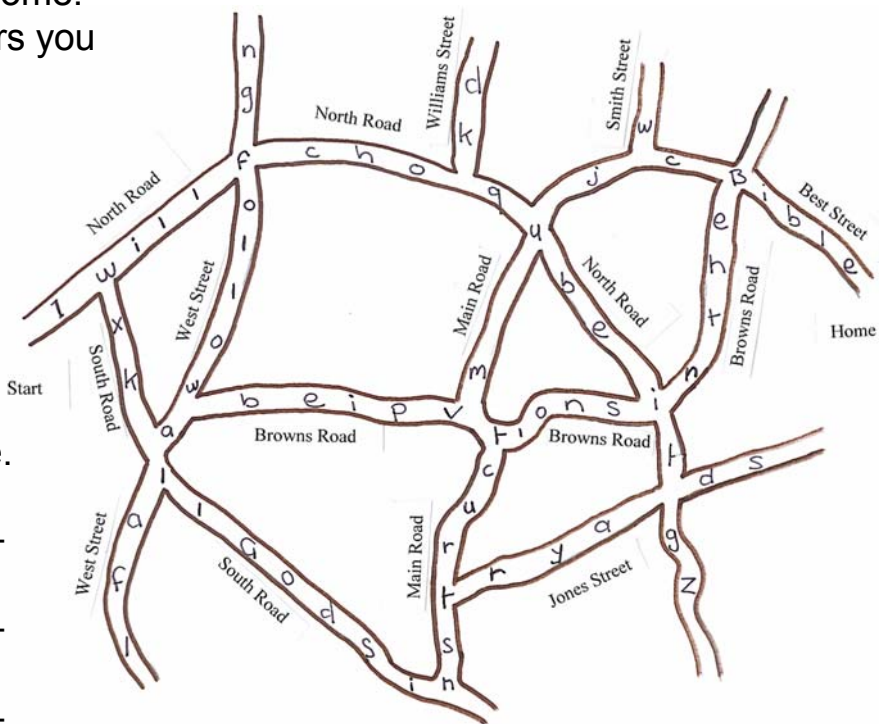 ome.
rs you
n
g
North Road
Williams Street
d
k
Smith Street
w
North Road
I w i l l f c h o q u j c B i b l e
Best Street
o l l o w
West Street
Main Road
m
b e
North Road
e h t n
Browns Road
Home
Start
x k
South Road
a
b e i p v t i o n s i
Browns Road
Browns Road
e.
l
a f l
West Street
l G o d s i n
South Road
c u r t s
Main Road
r y a
Jones Street
t
d s
g z